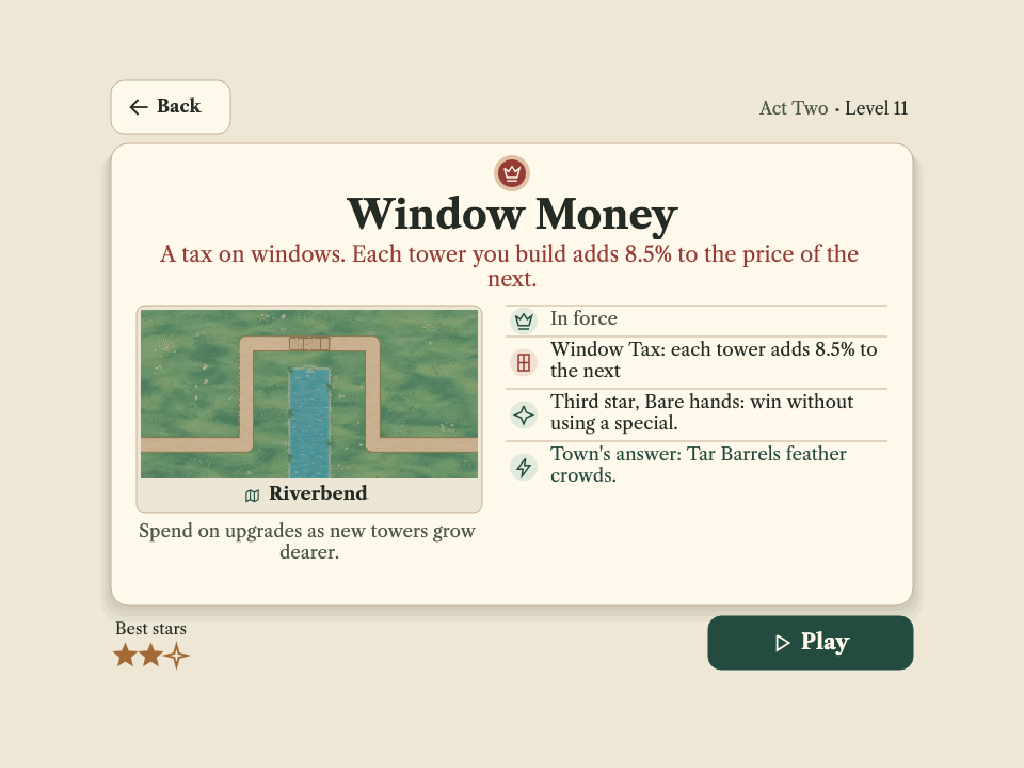 Back
Act Two · Level 11
Window Money
A tax on windows. Each tower you build adds 8.5% to the price of the
next.
Riverbend
Spend on upgrades as new towers grow
dearer.
In force
Window Tax: each tower adds 8.5% to
the next
Third star, Bare hands: win without
using a special.
Town's answer: Tar Barrels feather
crowds.
Best stars
Play